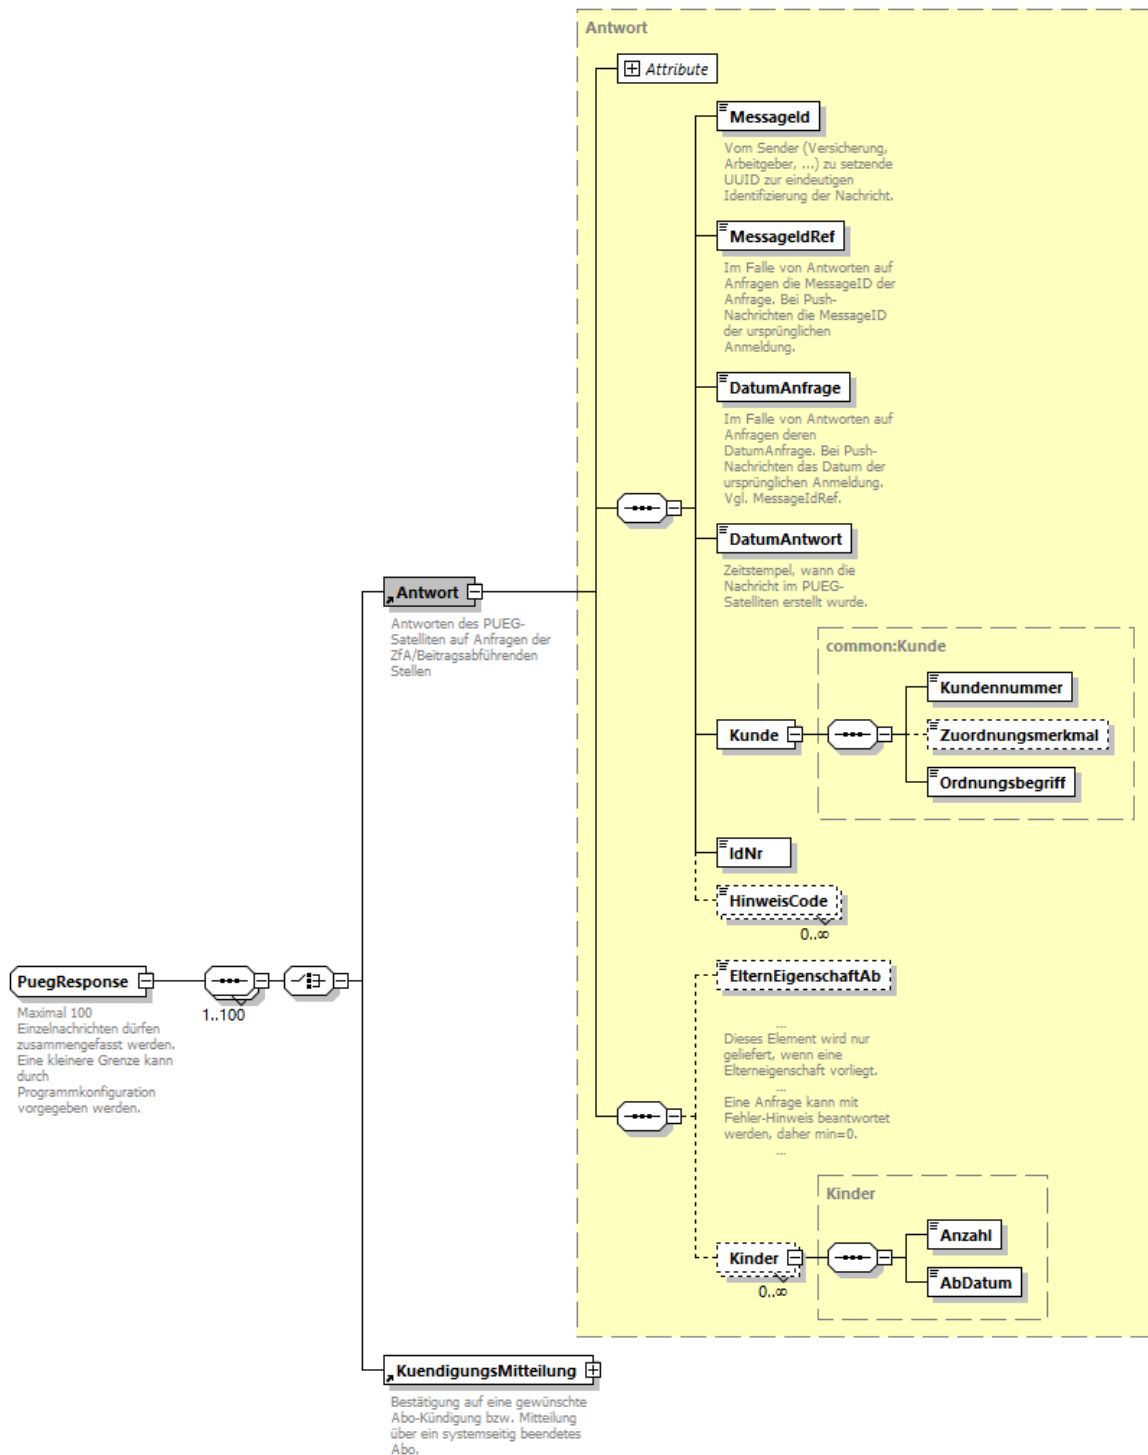 Antwort
Attribute
MessageId
Vom Sender (Versicherung,
Arbeitgeber, ...) zu setzende
UUID zur eindeutigen
Identifizierung der Nachricht.
MessageIdRef
Im Falle von Antworten auf
Anfragen die MessageID der
Anfrage. Bei Push-
Nachrichten die MessageID
der ursprünglichen
Anmeldung.
DatumAnfrage
Im Falle von Antworten auf
Anfragen deren
DatumAnfrage. Bei Push-
Nachrichten das Datum der
ursprünglichen Anmeldung.
Vgl. MessageIdRef.
DatumAntwort
Zeitstempel, wann die
Nachricht im PUEG-
Satelliten erstellt wurde.
Antwort
Antworten des PUEG-
Satelliten auf Anfragen der
ZfA/Beitragsabführenden
Stellen
common:Kunde
Kundennummer
Kunde
Zuordnungsmerkmal
Ordnungsbegriff
IdNr
HinweisCode
0..∞
PuegResponse
Maximal 100
Einzelnachrichten dürfen
zusammengefasst werden.
Eine kleinere Grenze kann
durch
Programmkonfiguration
vorgegeben werden.
1..100
ElternEigenschaftAb
...
Dieses Element wird nur
geliefert, wenn eine
Elterneigenschaft vorliegt.
...
Eine Anfrage kann mit
Fehler-Hinweis beantwortet
werden, daher min=0.
...
Kinder
Anzahl
Kinder
0..∞
AbDatum
KuendigungsMitteilung
Bestätigung auf eine gewünschte
Abo-Kündigung bzw. Mitteilung
über ein systemseitig beendetes
Abo.